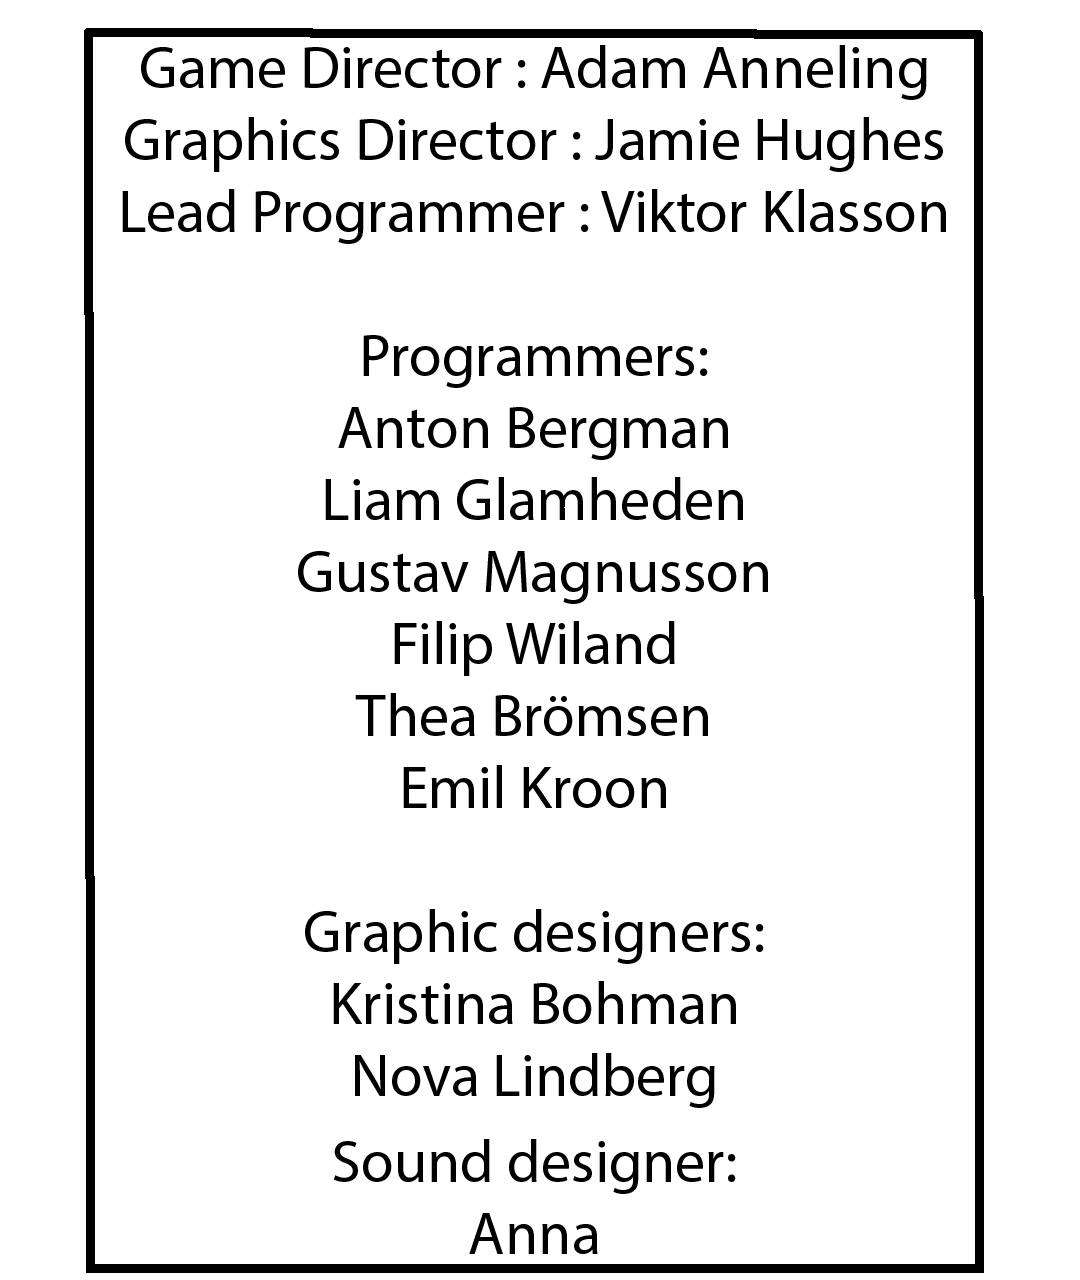 Game Director : Adam Anneling
Graphics Director : Jamie Hughes
Lead Programmer : Viktor Klasson
Programmers:
Anton Bergman
Liam Glamheden
Gustav Magnusson
Filip Wiland
Thea Brömsen
Emil Kroon
Graphic designers:
Kristina Bohman
Nova Lindberg
Sound designer:
Anna